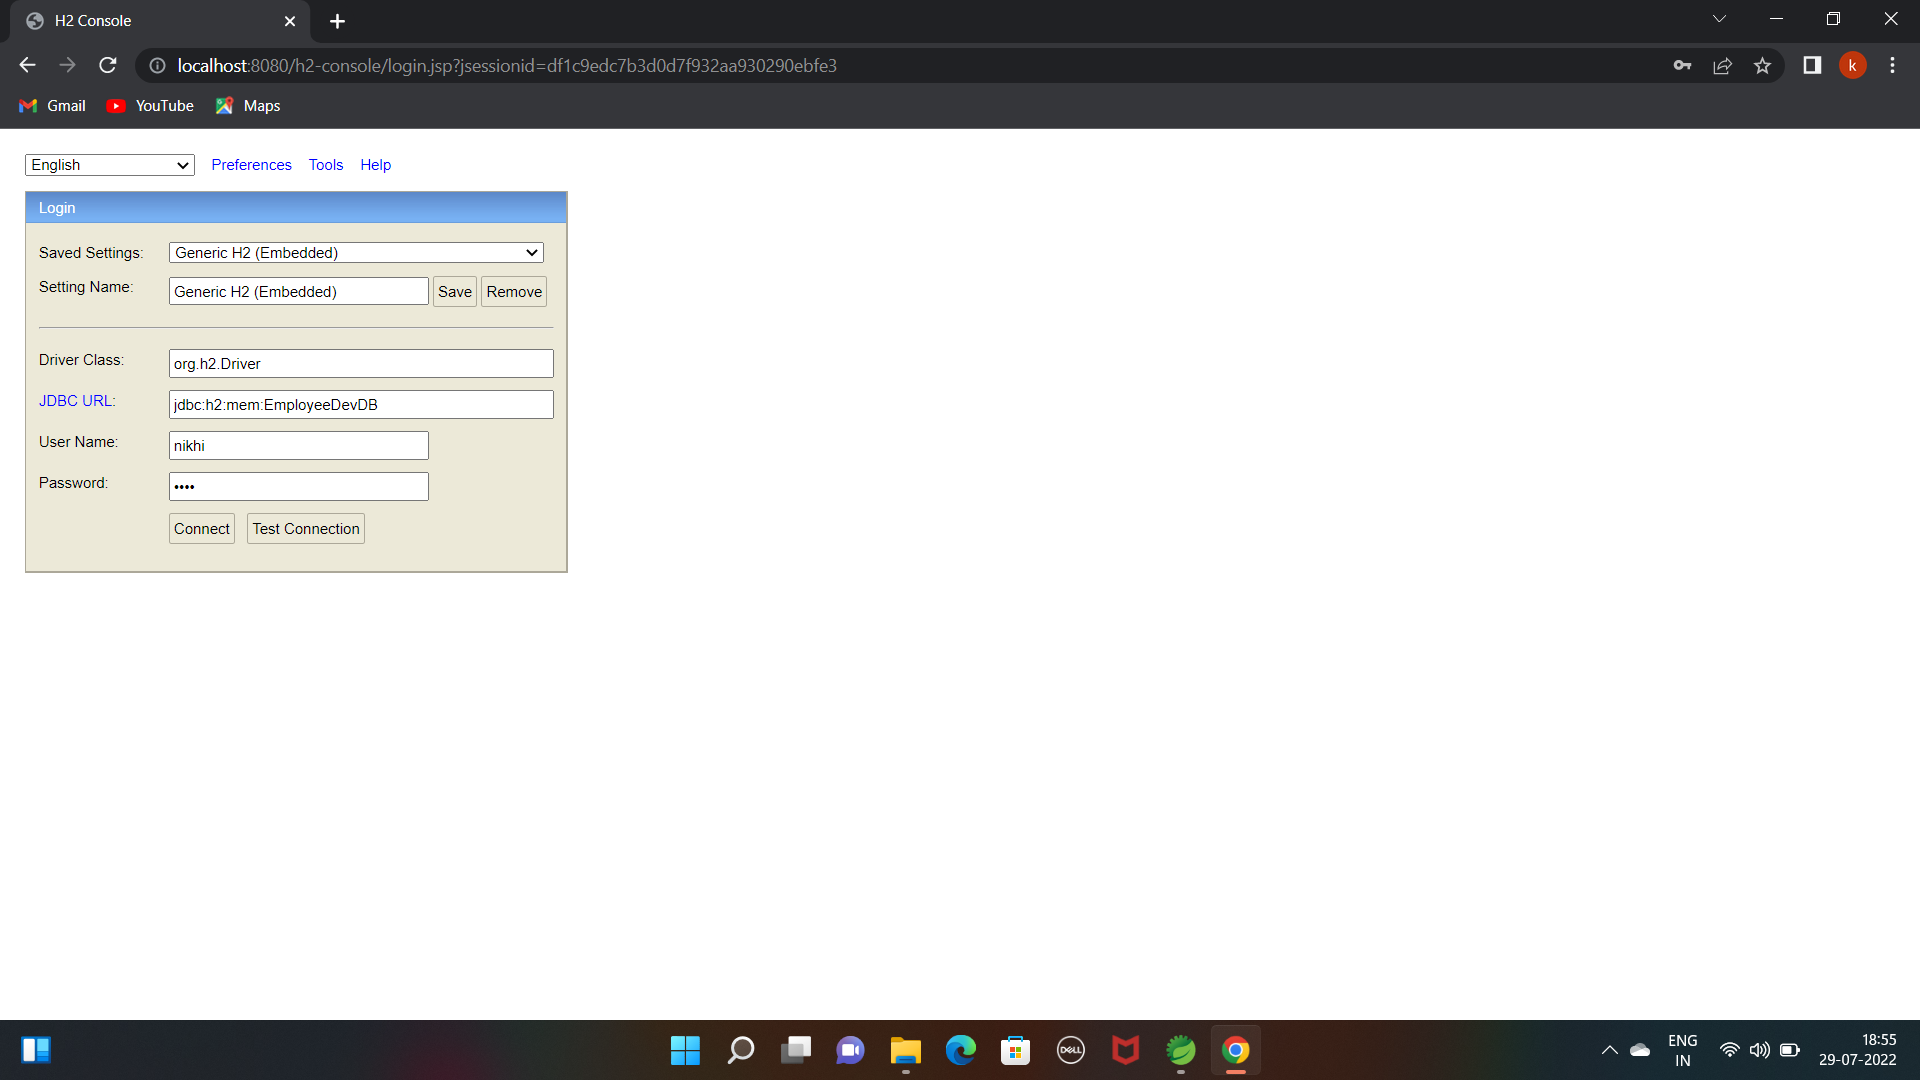 H2 Console
localhost:8080/h2-console/login.jsp?jsessionid=df1c9edc7b3d0d7f932aa930290ebfe3
k
Gmail YouTube Maps
English Preferences Tools Help
Login
Saved Settings: Generic H2 (Embedded)
Setting Name: Generic H2 (Embedded) Save Remove
Driver Class: org.h2.Driver
JDBC URL: jdbc:h2:mem:EmployeeDevDB
User Name: nikhi
Password: ••••
Connect Test Connection
DELL
ENG
IN
18:55
29-07-2022